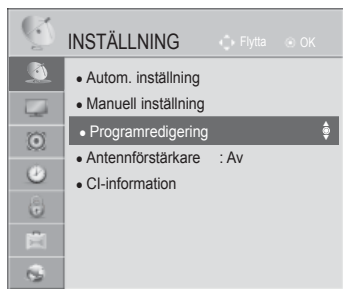 INSTÄLLNING Flytta OK
• Autom. inställning
• Manuell inställning
• Programredigering
• Antennförstärkare : Av
• CI-information